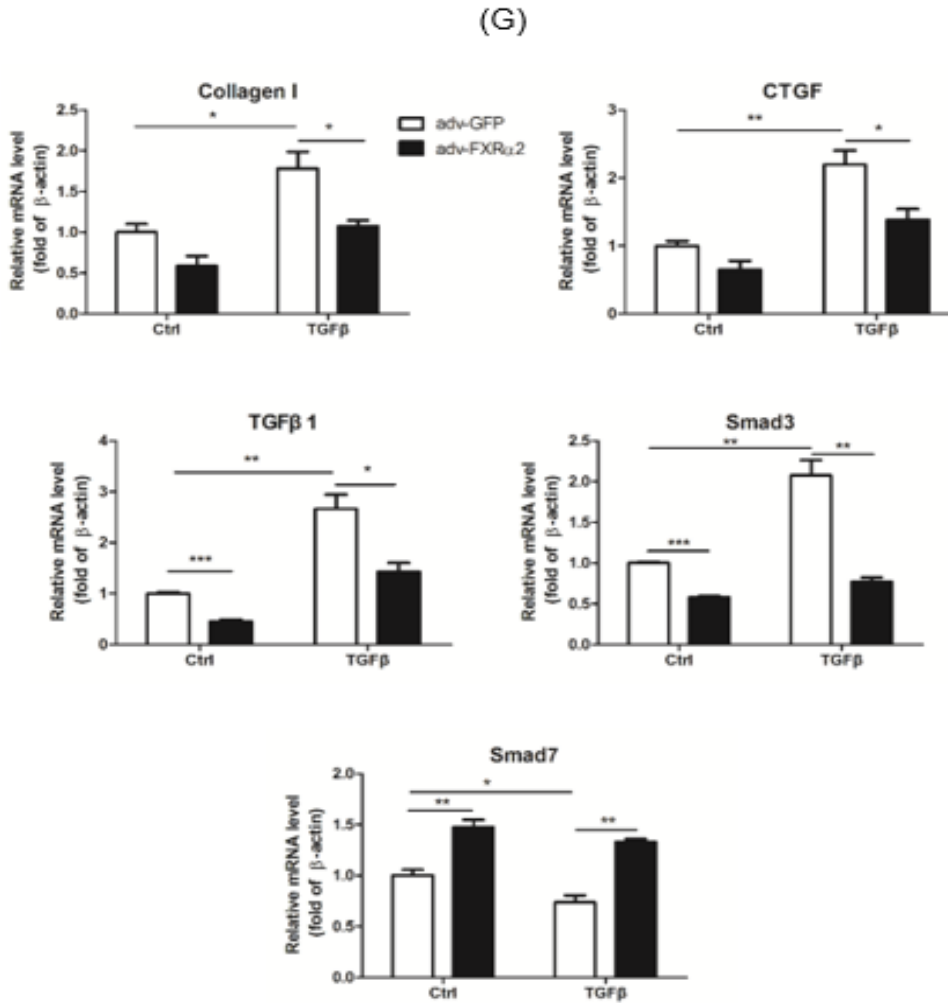 (G)
Collagen I
Relative mRNA level
(fold of β-actin)
2.5
2.0
1.5
1.0
0.5
0.0
*
*
Ctrl
TGFβ
adv-GFP
adv-FXRα2
CTGF
Relative mRNA level
(fold of β-actin)
3
2
1
0
**
*
Ctrl
TGFβ
TGFβ 1
Relative mRNA level
(fold of β-actin)
4
3
2
1
0
***
**
*
Ctrl
TGFβ
Smad3
Relative mRNA level
(fold of β-actin)
2.5
2.0
1.5
1.0
0.5
0.0
***
**
**
Ctrl
TGFβ
Smad7
Relative mRNA level
(fold of β-actin)
2.0
1.5
1.0
0.5
0.0
*
**
**
Ctrl
TGFβ